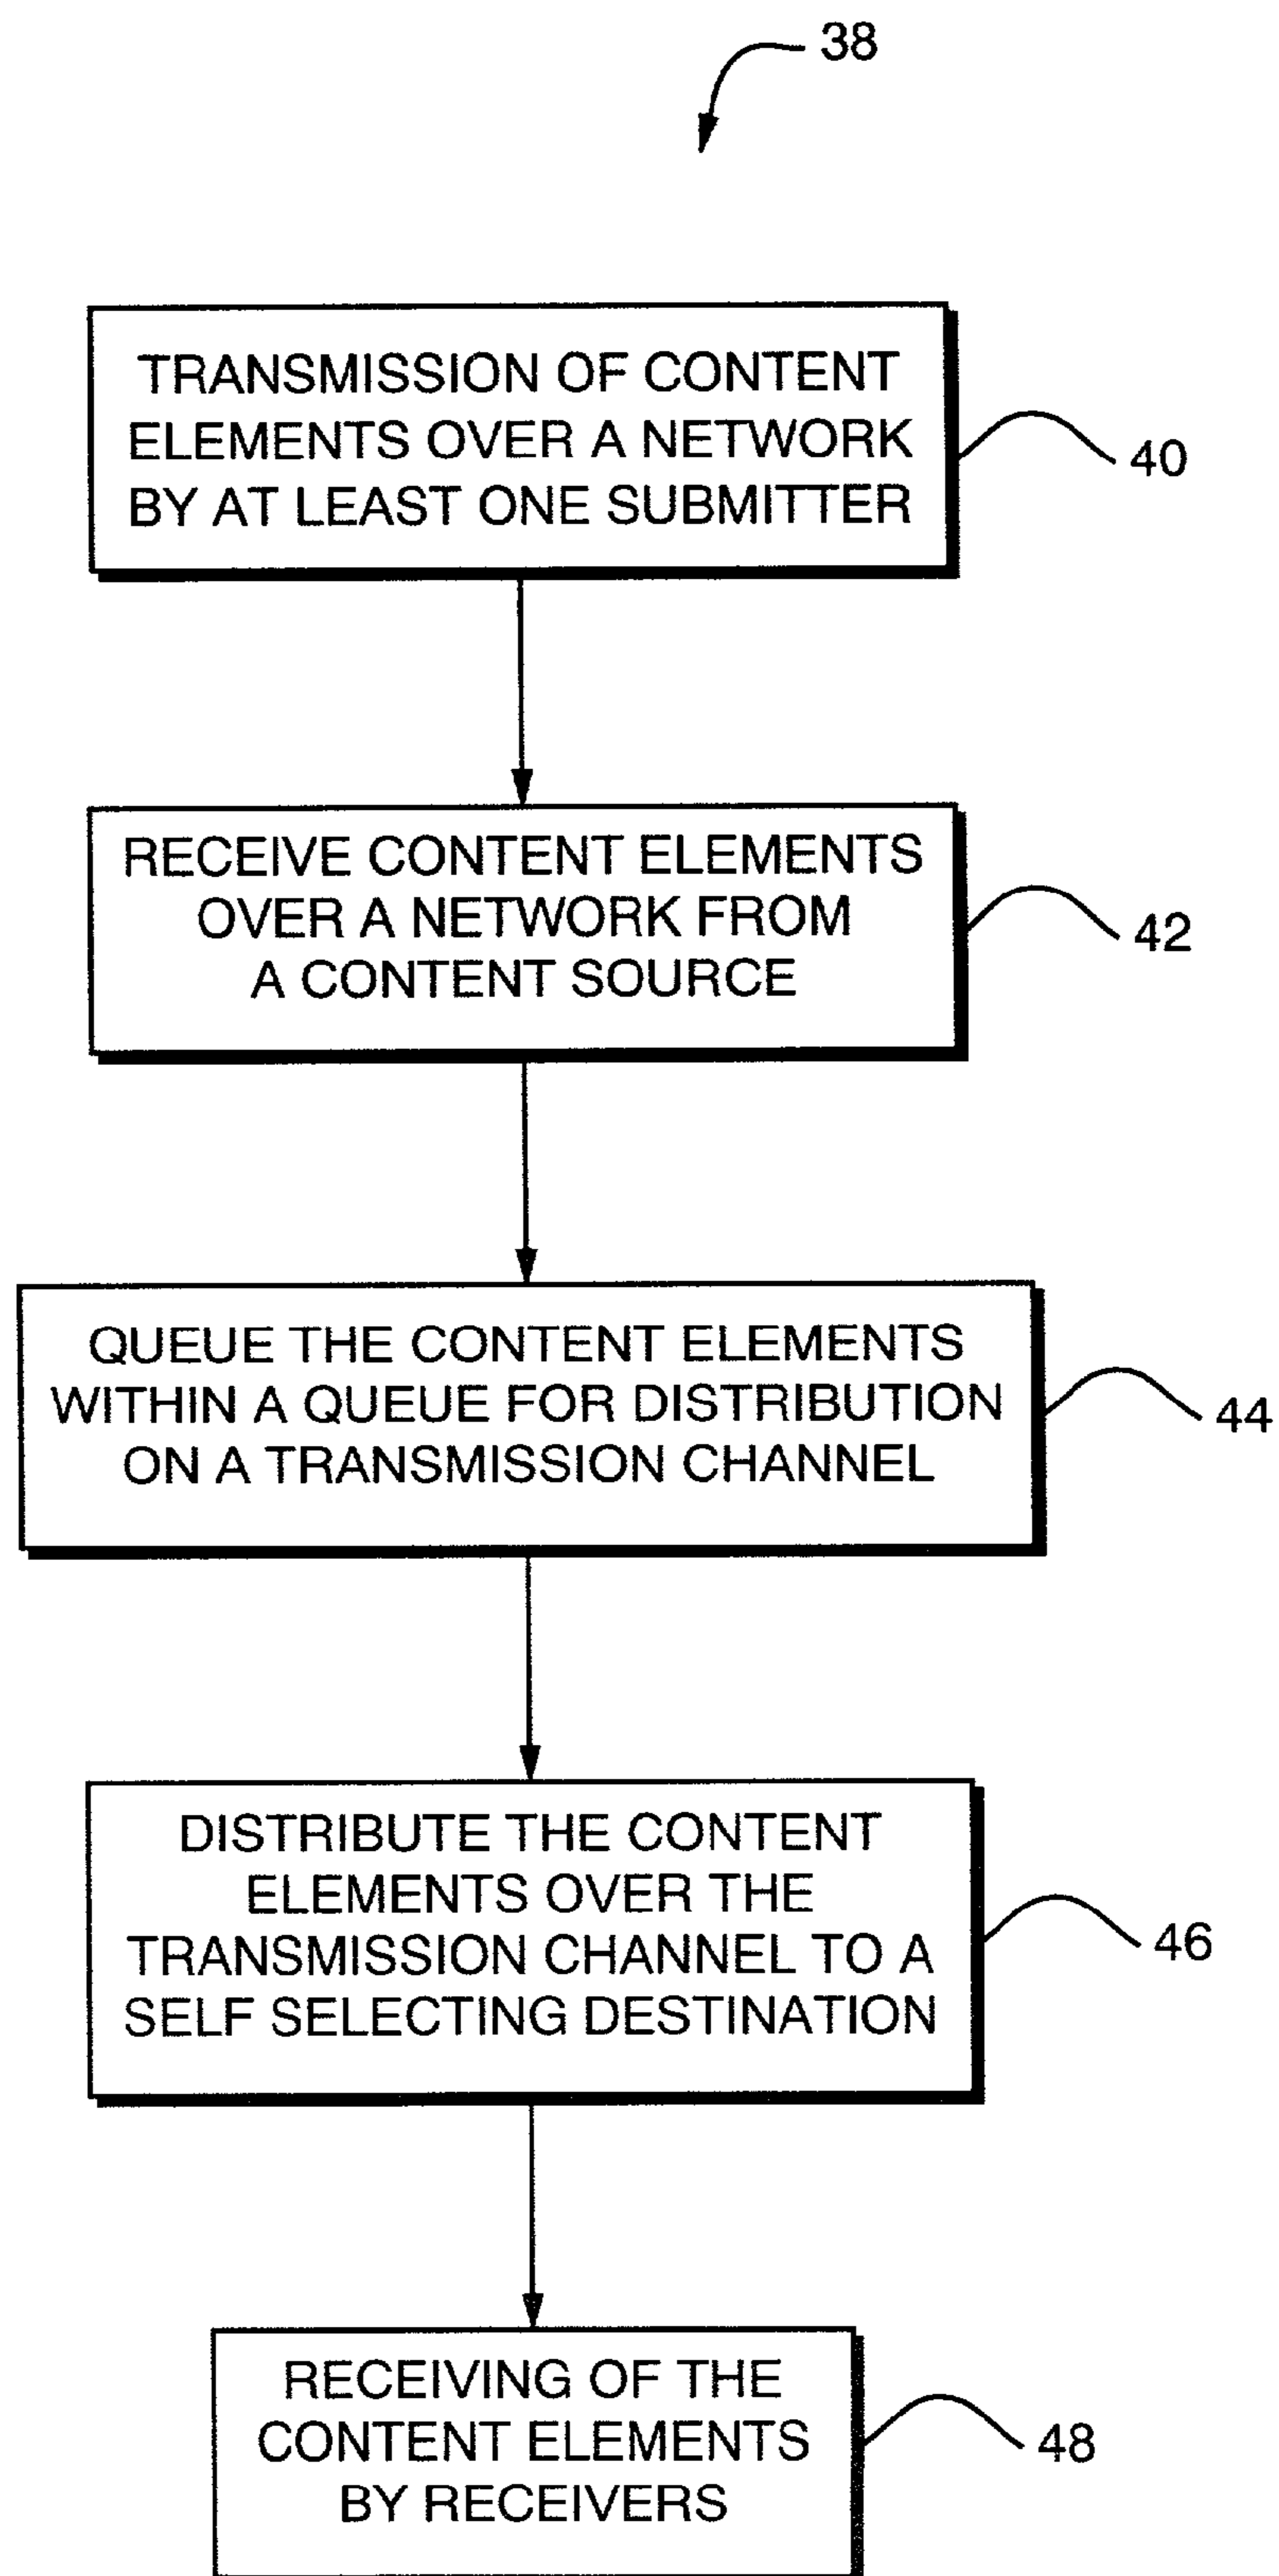 38
TRANSMISSION OF CONTENT
ELEMENTS OVER A NETWORK
BY AT LEAST ONE SUBMITTER
40
RECEIVE CONTENT ELEMENTS
OVER A NETWORK FROM
A CONTENT SOURCE
42
QUEUE THE CONTENT ELEMENTS
WITHIN A QUEUE FOR DISTRIBUTION
ON A TRANSMISSION CHANNEL
44
DISTRIBUTE THE CONTENT
ELEMENTS OVER THE
TRANSMISSION CHANNEL TO A
SELF SELECTING DESTINATION
46
RECEIVING OF THE
CONTENT ELEMENTS
BY RECEIVERS
48